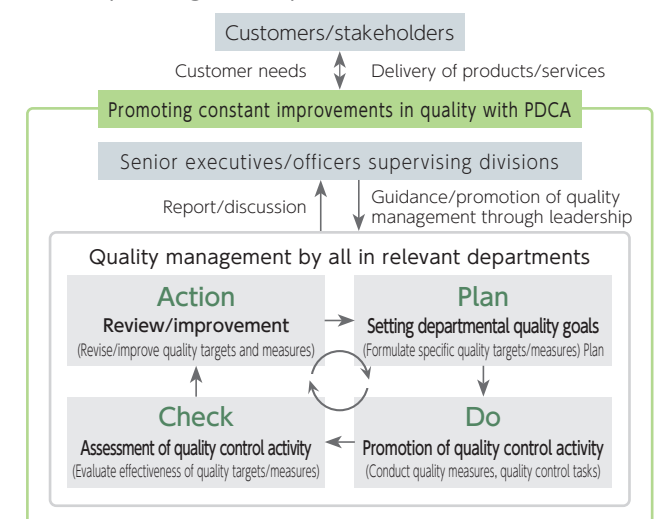 Customers/stakeholders
Customer needs
Delivery of products/services
Promoting constant improvements in quality with PDCA
Senior executives/officers supervising divisions
Report/discussion
Guidance/promotion of quality
management through leadership
Quality management by all in relevant departments
Action
Review/improvement
(Revise/improve quality targets and measures)
Plan
Setting departmental quality goals
(Formulate specific quality targets/measures) Plan
Check
Assessment of quality control activity
(Evaluate effectiveness of quality targets/measures)
Do
Promotion of quality control activity
(Conduct quality measures, quality control tasks)